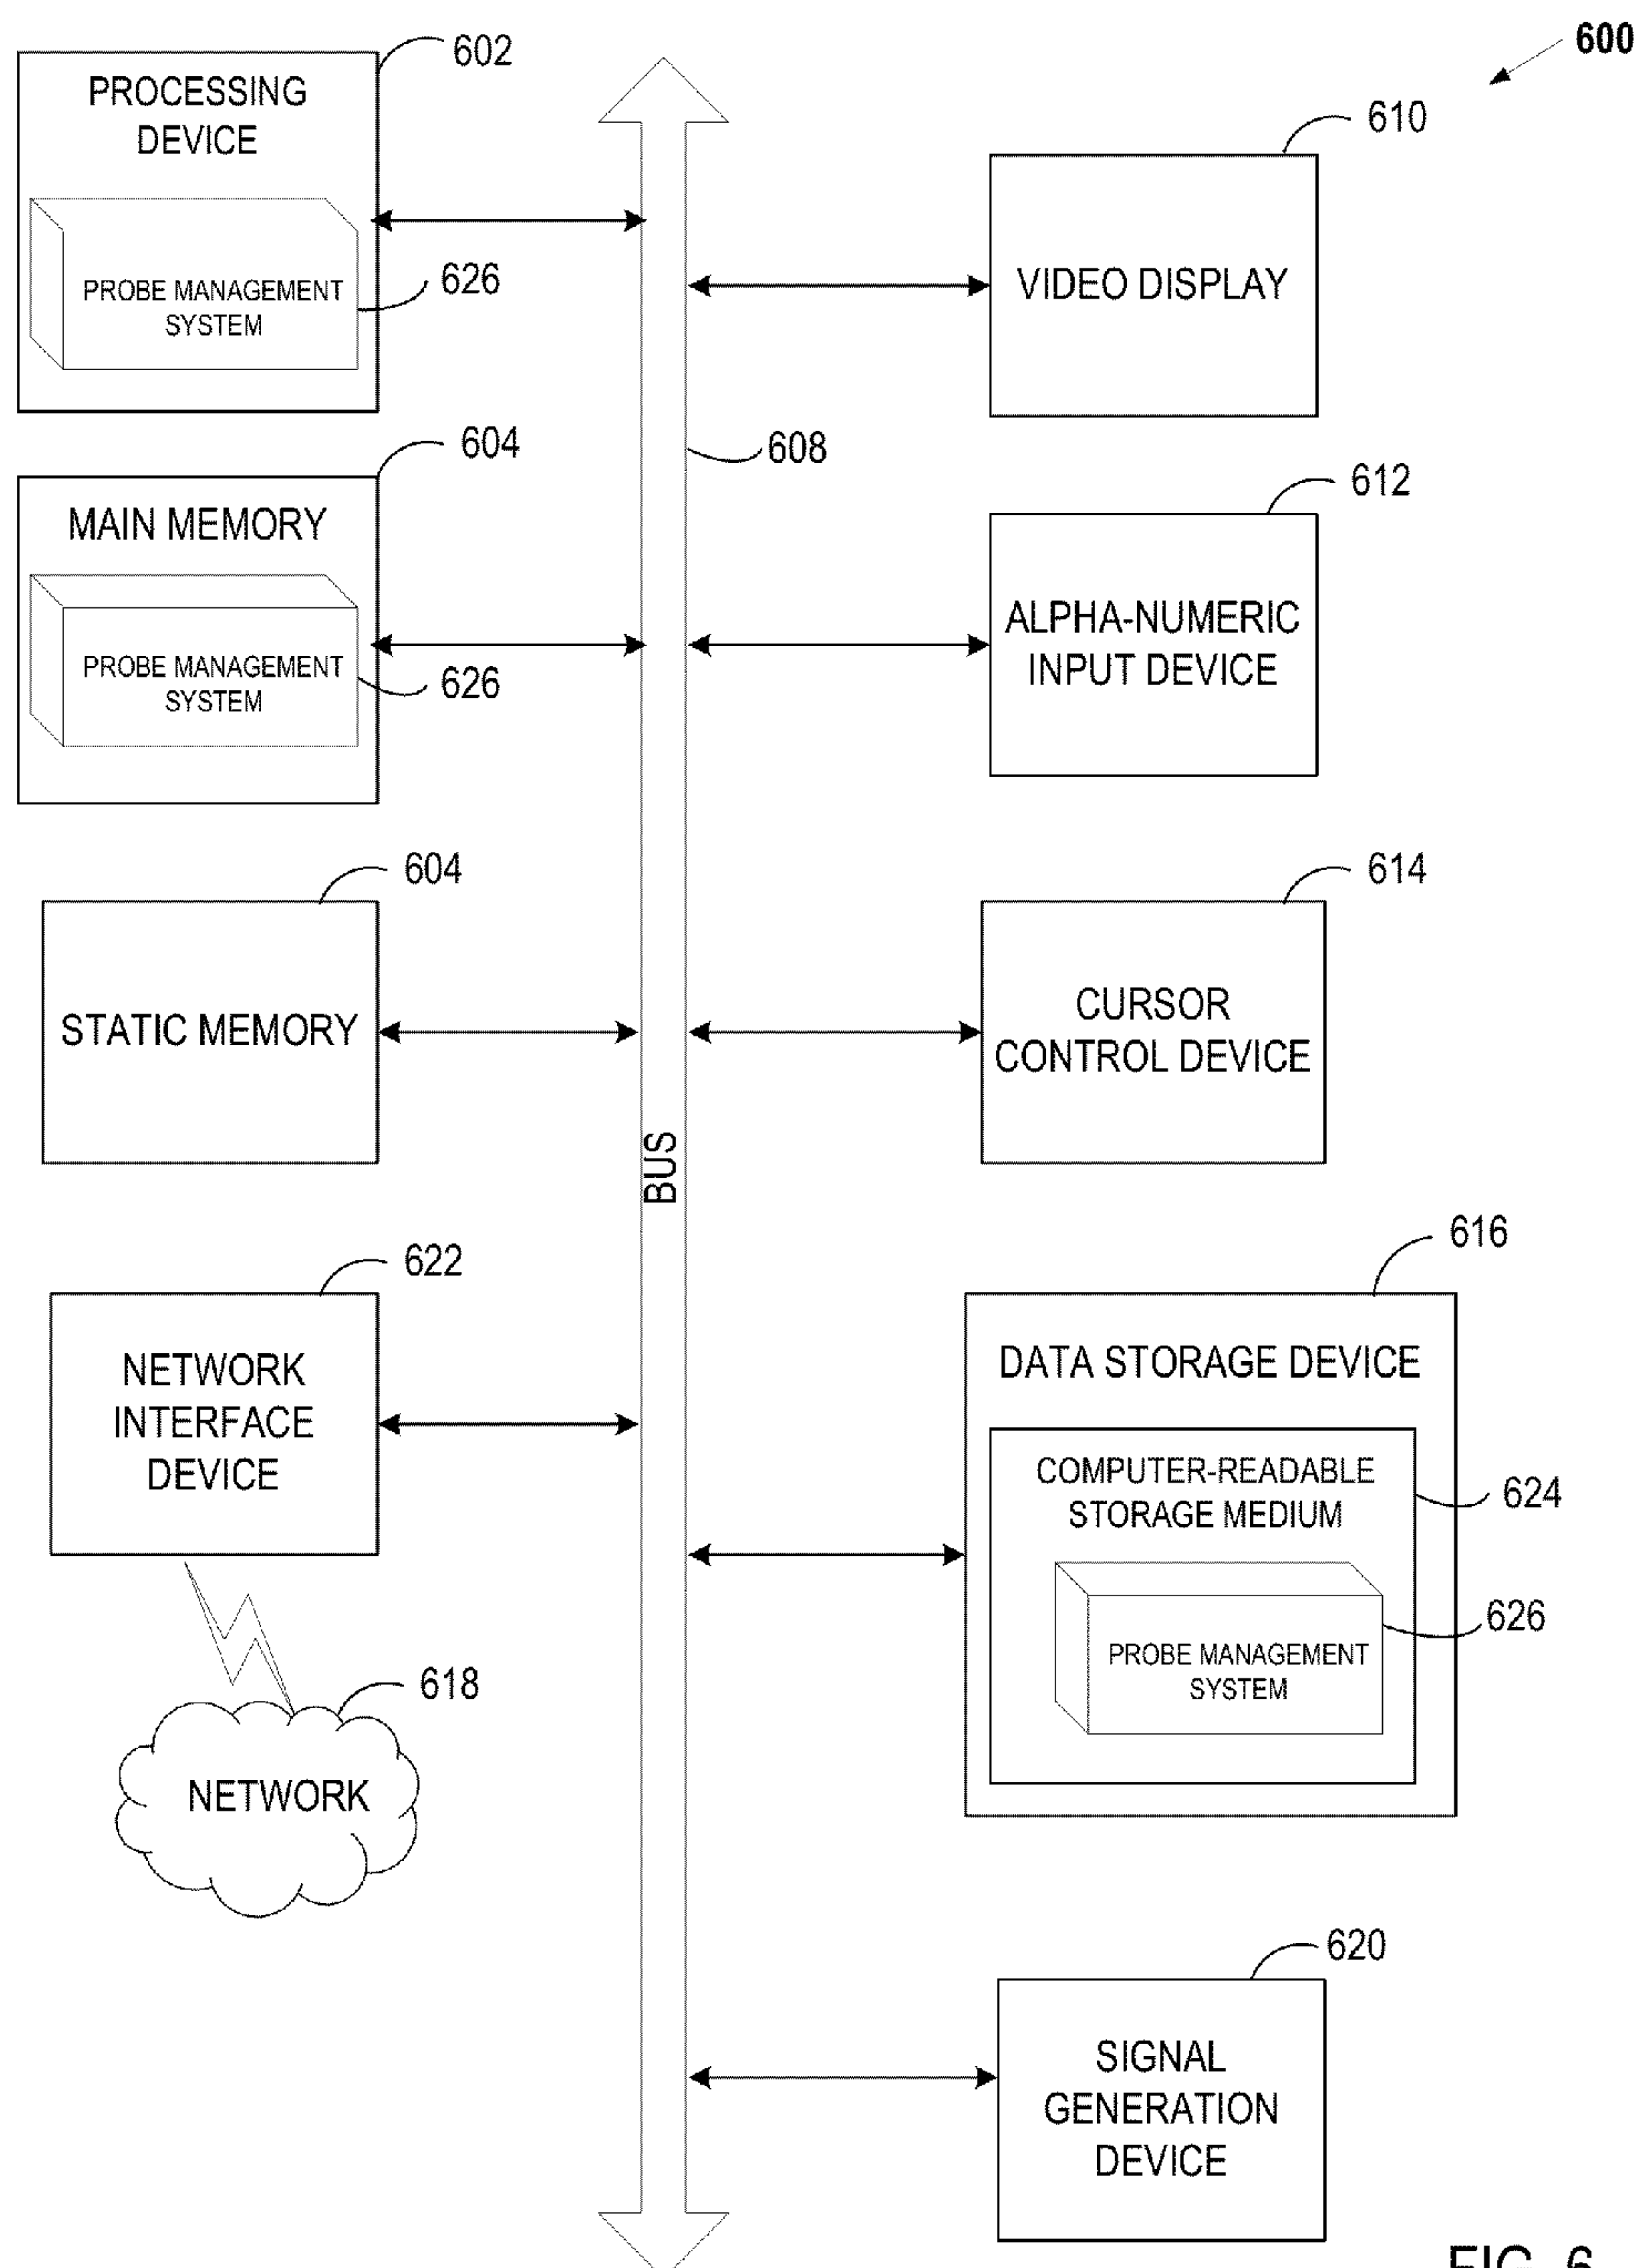 600
602
PROCESSING
DEVICE
PROBE MANAGEMENT
SYSTEM
626
610
VIDEO DISPLAY
608
604
MAIN MEMORY
PROBE MANAGEMENT
SYSTEM
626
612
ALPHA-NUMERIC
INPUT DEVICE
604
STATIC MEMORY
614
CURSOR
CONTROL DEVICE
BUS
622
NETWORK
INTERFACE
DEVICE
616
DATA STORAGE DEVICE
COMPUTER-READABLE
STORAGE MEDIUM
624
PROBE MANAGEMENT
SYSTEM
626
618
NETWORK
620
SIGNAL
GENERATION
DEVICE
FIG. 6